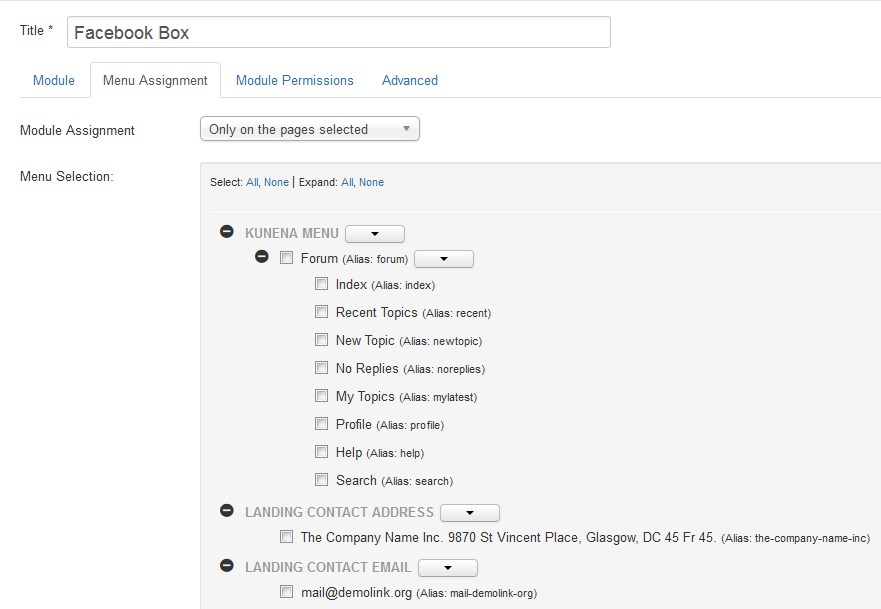 Title * Facebook Box
Module Menu Assignment Module Permissions Advanced
Module Assignment Only on the pages selected
Menu Selection: Select: All, None | Expand: All, None
KUNENA MENU
Forum (Alias: forum)
Index (Alias: index)
Recent Topics (Alias: recent)
New Topic (Alias: newtopic)
No Replies (Alias: noreplies)
My Topics (Alias: mylatest)
Profile (Alias: profile)
Help (Alias: help)
Search (Alias: search)
LANDING CONTACT ADDRESS
The Company Name Inc. 9870 St Vincent Place, Glasgow, DC 45 Fr 45. (Alias: the-company-name-inc)
LANDING CONTACT EMAIL
mail@demolink.org (Alias: mail-demolink-org)